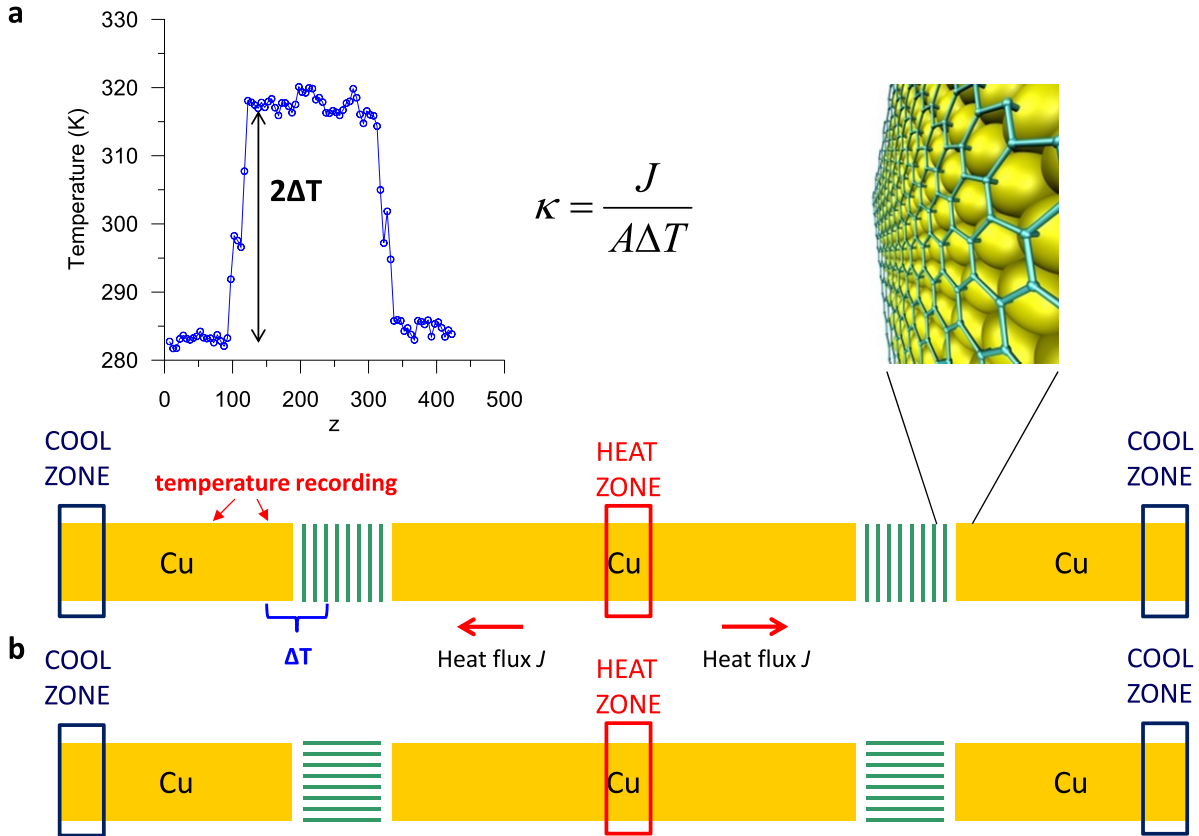 a
330
320
310
300
290
280
Temperature (K)
0 100 200 300 400 500
z
2ΔT
κ = J / AΔT
COOL
ZONE
temperature recording
HEAT
ZONE
COOL
ZONE
Cu
Cu
Cu
ΔT
Heat flux J
Heat flux J
b
COOL
ZONE
HEAT
ZONE
COOL
ZONE
Cu
Cu
Cu